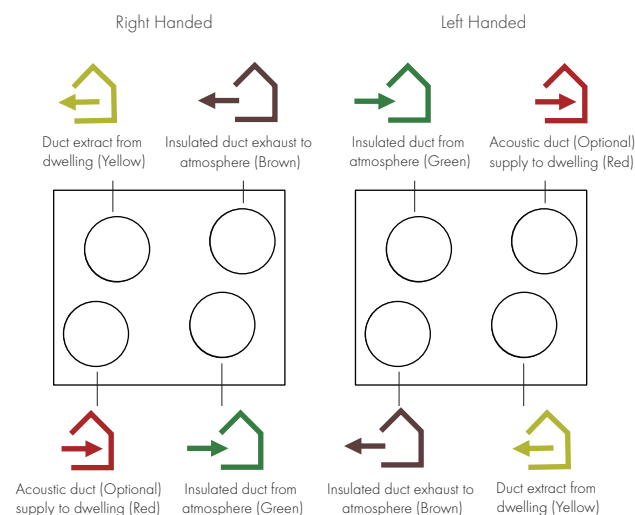 Right Handed
Left Handed
Duct extract from
dwelling (Yellow)
Insulated duct exhaust to
atmosphere (Brown)
Insulated duct from
atmosphere (Green)
Acoustic duct (Optional)
supply to dwelling (Red)
Acoustic duct (Optional)
supply to dwelling (Red)
Insulated duct from
atmosphere (Green)
Insulated duct exhaust to
atmosphere (Brown)
Duct extract from
dwelling (Yellow)